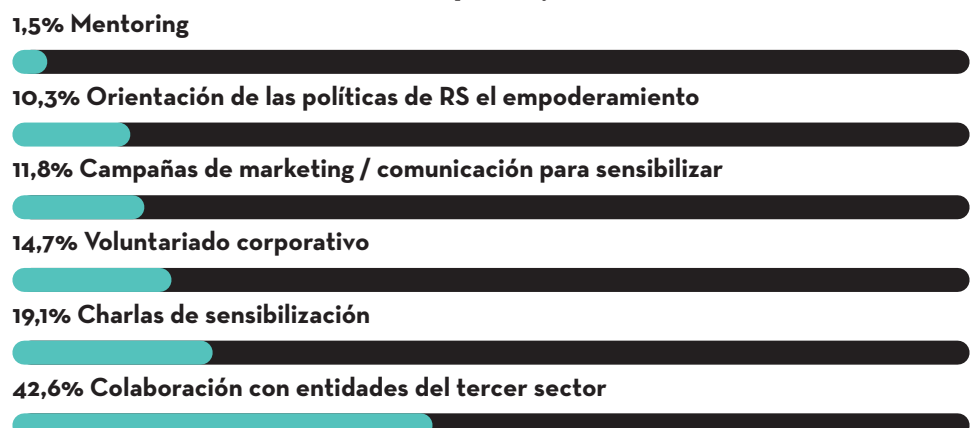 1,5% Mentoring
10,3% Orientación de las políticas de RS el empoderamiento
11,8% Campañas de marketing / comunicación para sensibilizar
14,7% Voluntariado corporativo
19,1% Charlas de sensibilización
42,6% Colaboración con entidades del tercer sector